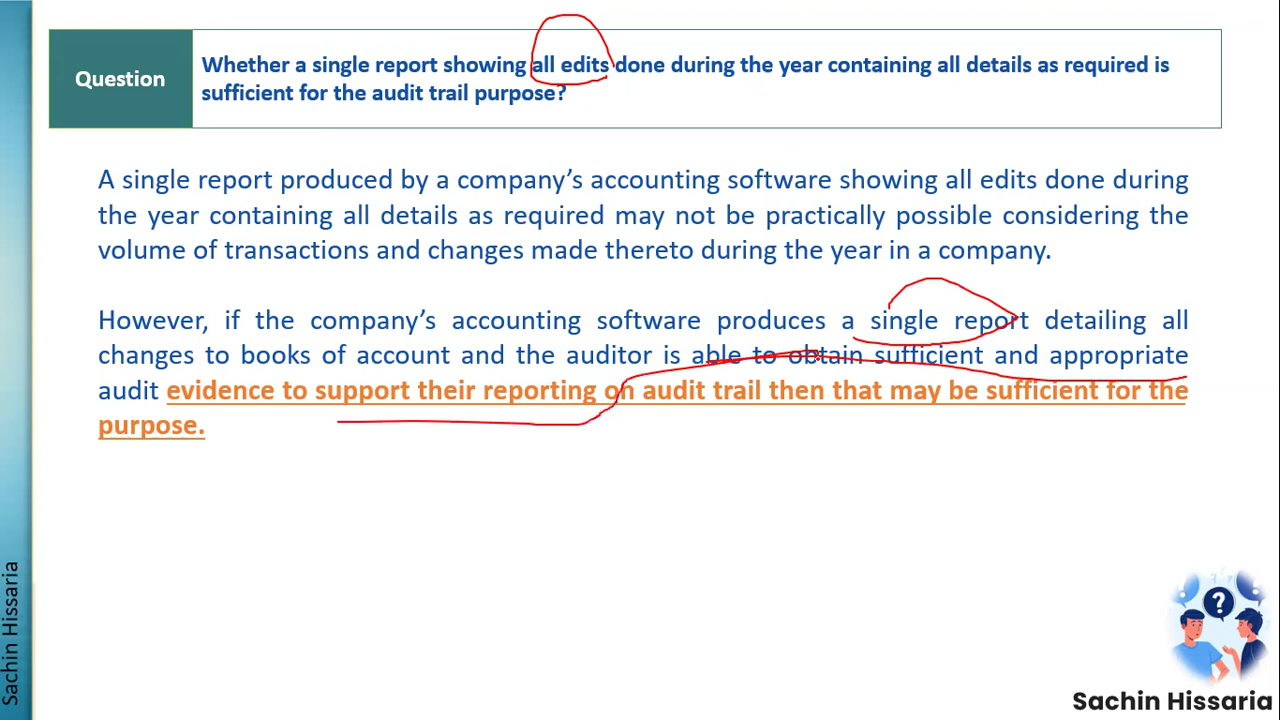 Question
Whether a single report showing all edits done during the year containing all details as required is
sufficient for the audit trail purpose?
A single report produced by a company's accounting software showing all edits done during
the year containing all details as required may not be practically possible considering the
volume of transactions and changes made thereto during the year in a company.
However, if the company's accounting software produces a single report detailing all
changes to books of account and the auditor is able to obtain sufficient and appropriate
audit evidence to support their reporting on audit trail then that may be sufficient for the
purpose.
Sachin Hissaria
?
Sachin Hissaria